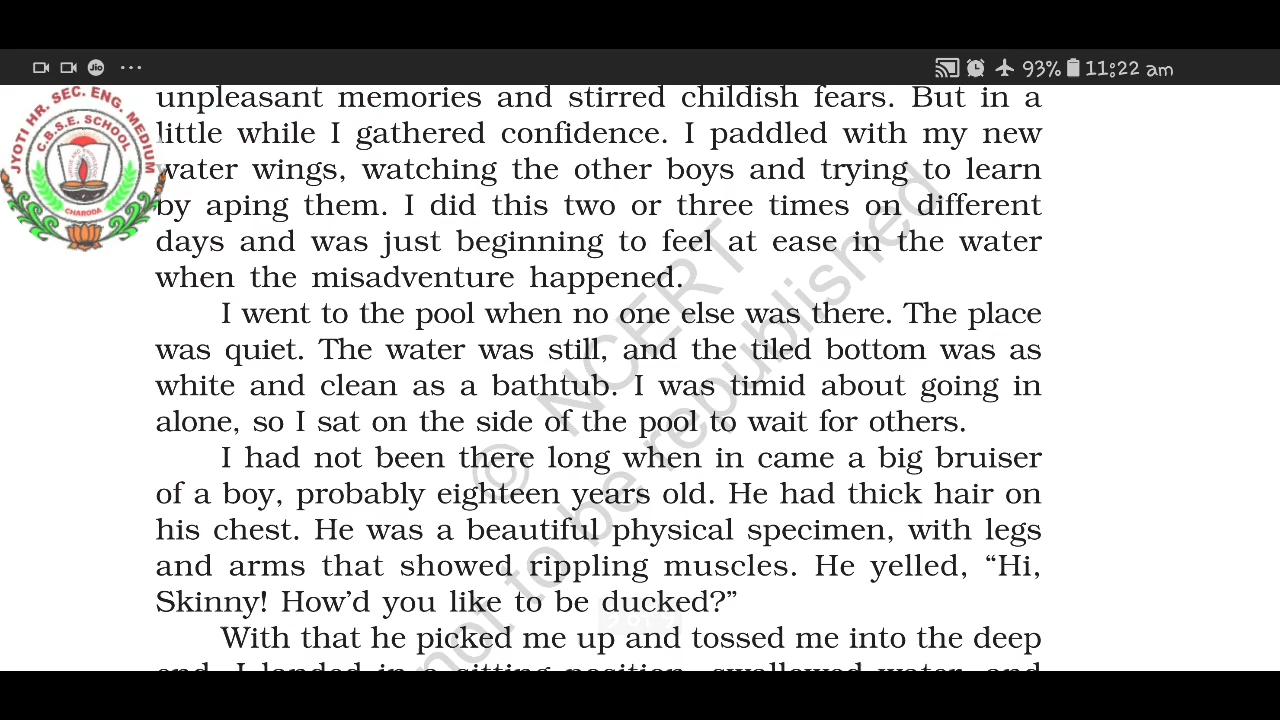 93% 11:22 am
JYOTI HR. SEC. ENG. MEDIUM
C.B.S.E. SCHOOL
CHARODA
unpleasant memories and stirred childish fears. But in a
little while I gathered confidence. I paddled with my new
water wings, watching the other boys and trying to learn
by aping them. I did this two or three times on different
days and was just beginning to feel at ease in the water
when the misadventure happened.
I went to the pool when no one else was there. The place
was quiet. The water was still, and the tiled bottom was as
white and clean as a bathtub. I was timid about going in
alone, so I sat on the side of the pool to wait for others.
I had not been there long when in came a big bruiser
of a boy, probably eighteen years old. He had thick hair on
his chest. He was a beautiful physical specimen, with legs
and arms that showed rippling muscles. He yelled, “Hi,
Skinny! How’d you like to be ducked?”
With that he picked me up and tossed me into the deep
end. I landed in a sitting position, swallowed water, and
© NCERT
not to be republished
Jio